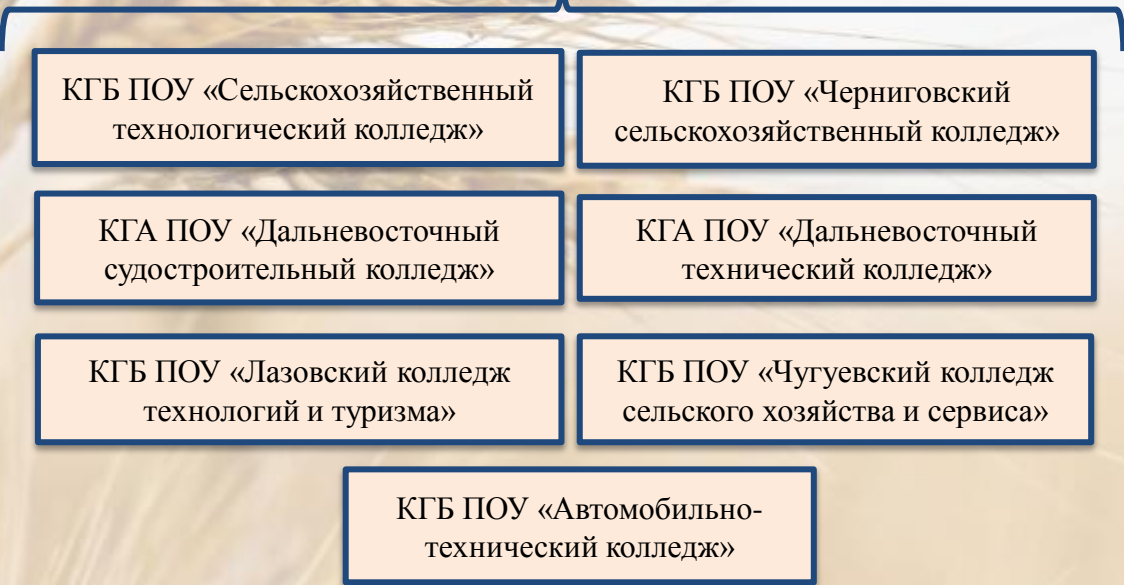 КГБ ПОУ «Сельскохозяйственный
технологический колледж»
КГБ ПОУ «Черниговский
сельскохозяйственный колледж»
КГА ПОУ «Дальневосточный
судостроительный колледж»
КГА ПОУ «Дальневосточный
технический колледж»
КГБ ПОУ «Лазовский колледж
технологий и туризма»
КГБ ПОУ «Чугуевский колледж
сельского хозяйства и сервиса»
КГБ ПОУ «Автомобильно-
технический колледж»